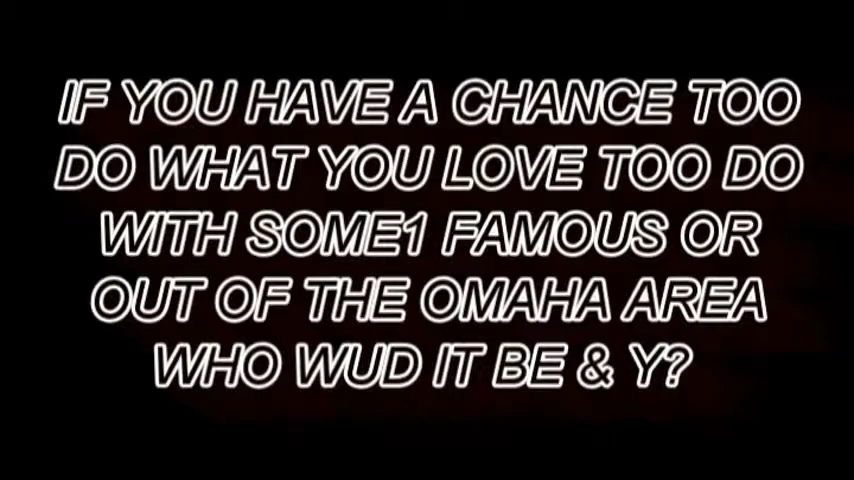 IF YOU HAVE A CHANCE TOO
DO WHAT YOU LOVE TOO DO
WITH SOME1 FAMOUS OR
OUT OF THE OMAHA AREA
WHO WUD IT BE & Y?